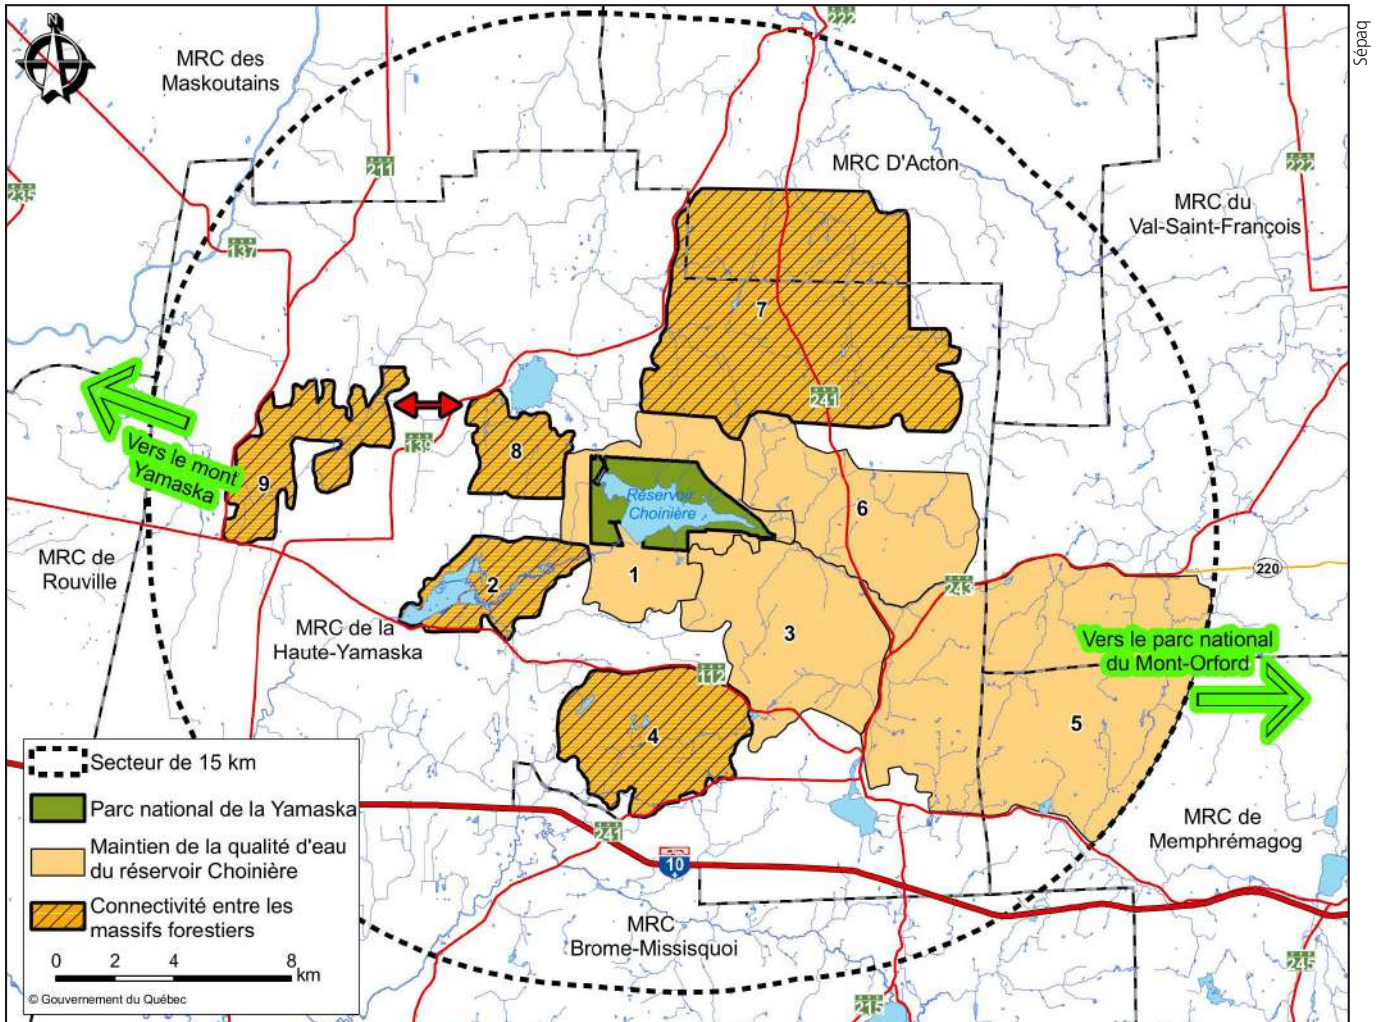 Sépaq
N
222
MRC des
Maskoutains
211
MRC D'Acton
222
235
MRC du
Val-Saint-François
137
7
241
Vers le mont
Yamaska
139
8
9
Réservoir
Choinière
6
MRC de
Rouville
2
1
243
220
MRC de la
Haute-Yamaska
3
Vers le parc national
du Mont-Orford
112
4
5
Secteur de 15 km
Parc national de la Yamaska
Maintien de la qualité d'eau
du réservoir Choinière
Connectivité entre les
massifs forestiers
0 2 4 8
km
© Gouvernement du Québec
241
10
MRC de
Memphrémagog
MRC
Brome-Missisquoi
245
215